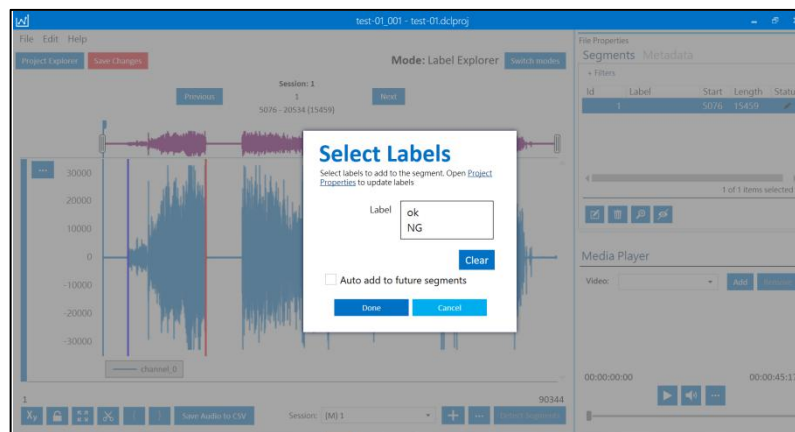 test-01_001 - test-01.dclproj
File Edit Help
Project Explorer Save Changes
Mode: Label Explorer Switch modes
Session: 1
Previous 1 Next
5076 - 20534 (15459)
30000
20000
10000
0
-10000
-20000
-30000
channel_0
1 90344
Save Audio to CSV Session: (M) 1
Select Labels
Select labels to add to the segment. Open Project
Properties to update labels
Label
ok
NG
Clear
Auto add to future segments
Done Cancel
File Properties
Segments Metadata
Filters
Id Label Start Length Statu
1 5076 15459
1 of 1 items selected
Media Player
Video: Add
00:00:00:00 00:00:45:17